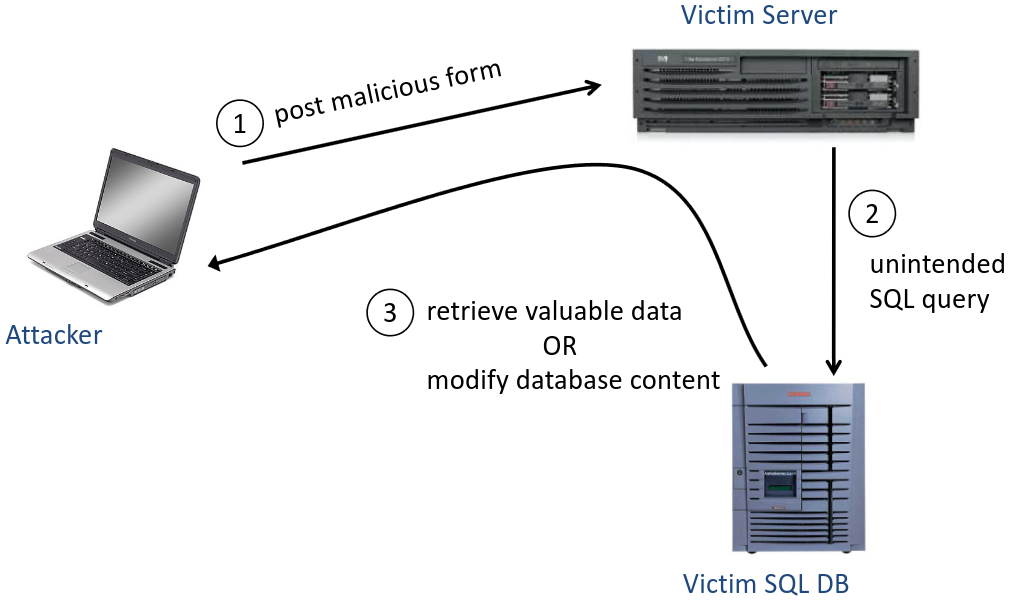 Victim Server
1 post malicious form
2
unintended
SQL query
Attacker
3 retrieve valuable data
OR
modify database content
Victim SQL DB